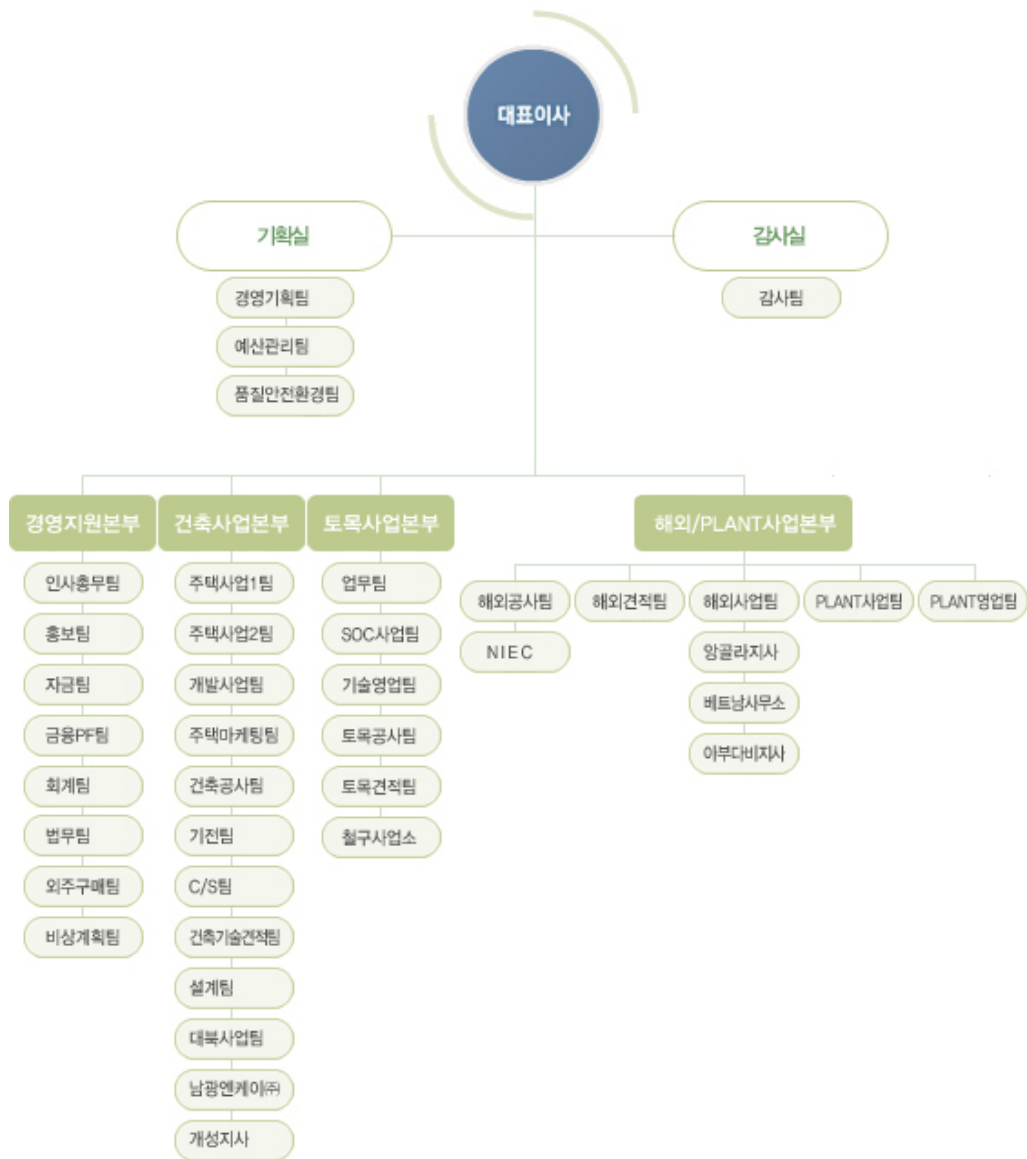 대표이사
기획실
감사실
경영기획팀
예산관리팀
품질안전환경팀
감사팀
경영지원본부
인사총무팀
홍보팀
자금팀
금융PF팀
회계팀
법무팀
외주구매팀
비상계획팀
건축사업본부
주택사업1팀
주택사업2팀
개발사업팀
주택마케팅팀
건축공사팀
기전팀
C/S팀
건축기술견적팀
설계팀
대북사업팀
남광엔케이㈜
개성지사
토목사업본부
업무팀
SOC사업팀
기술영업팀
토목공사팀
토목견적팀
철구사업소
해외/PLANT사업본부
해외공사팀
NIEC
해외견적팀
해외사업팀
앙골라지사
베트남사무소
아부다비지사
PLANT사업팀
PLANT영업팀